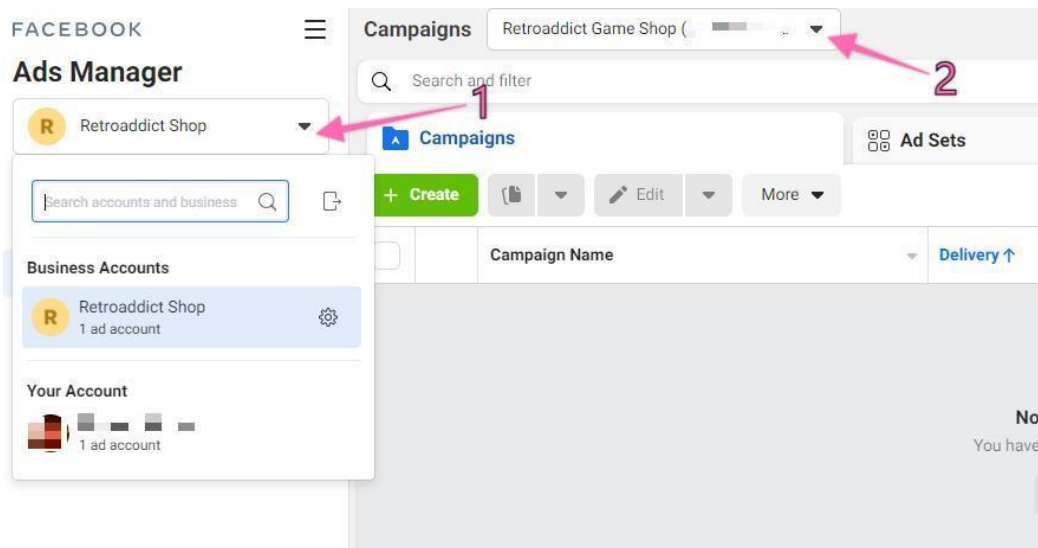 FACEBOOK
Ads Manager
Retroaddict Shop
1
Search accounts and business
Business Accounts
Retroaddict Shop
1 ad account
Your Account
1 ad account
Campaigns
Retroaddict Game Shop (
2
Search and filter
Campaigns
Ad Sets
+ Create
Edit
More
Campaign Name
Delivery ↑
No
You have